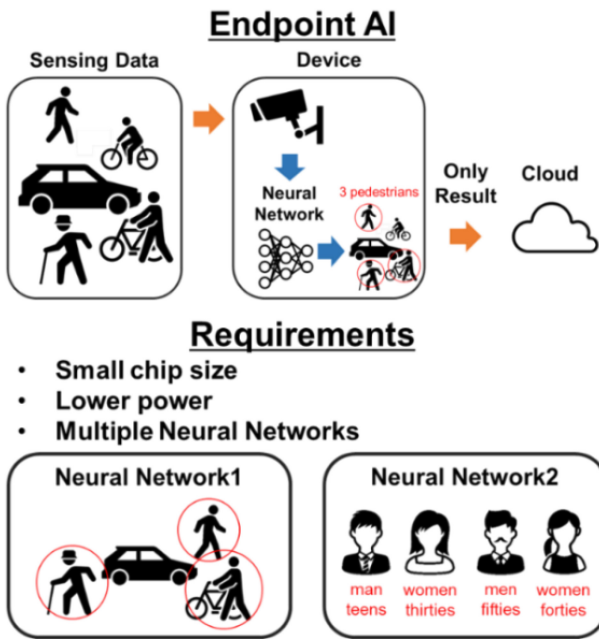 Endpoint AI
Sensing Data
Device
Neural
Network
3 pedestrians
Only
Result
Cloud
Requirements
• Small chip size
• Lower power
• Multiple Neural Networks
Neural Network1
Neural Network2
man
teens
women
thirties
men
fifties
women
forties